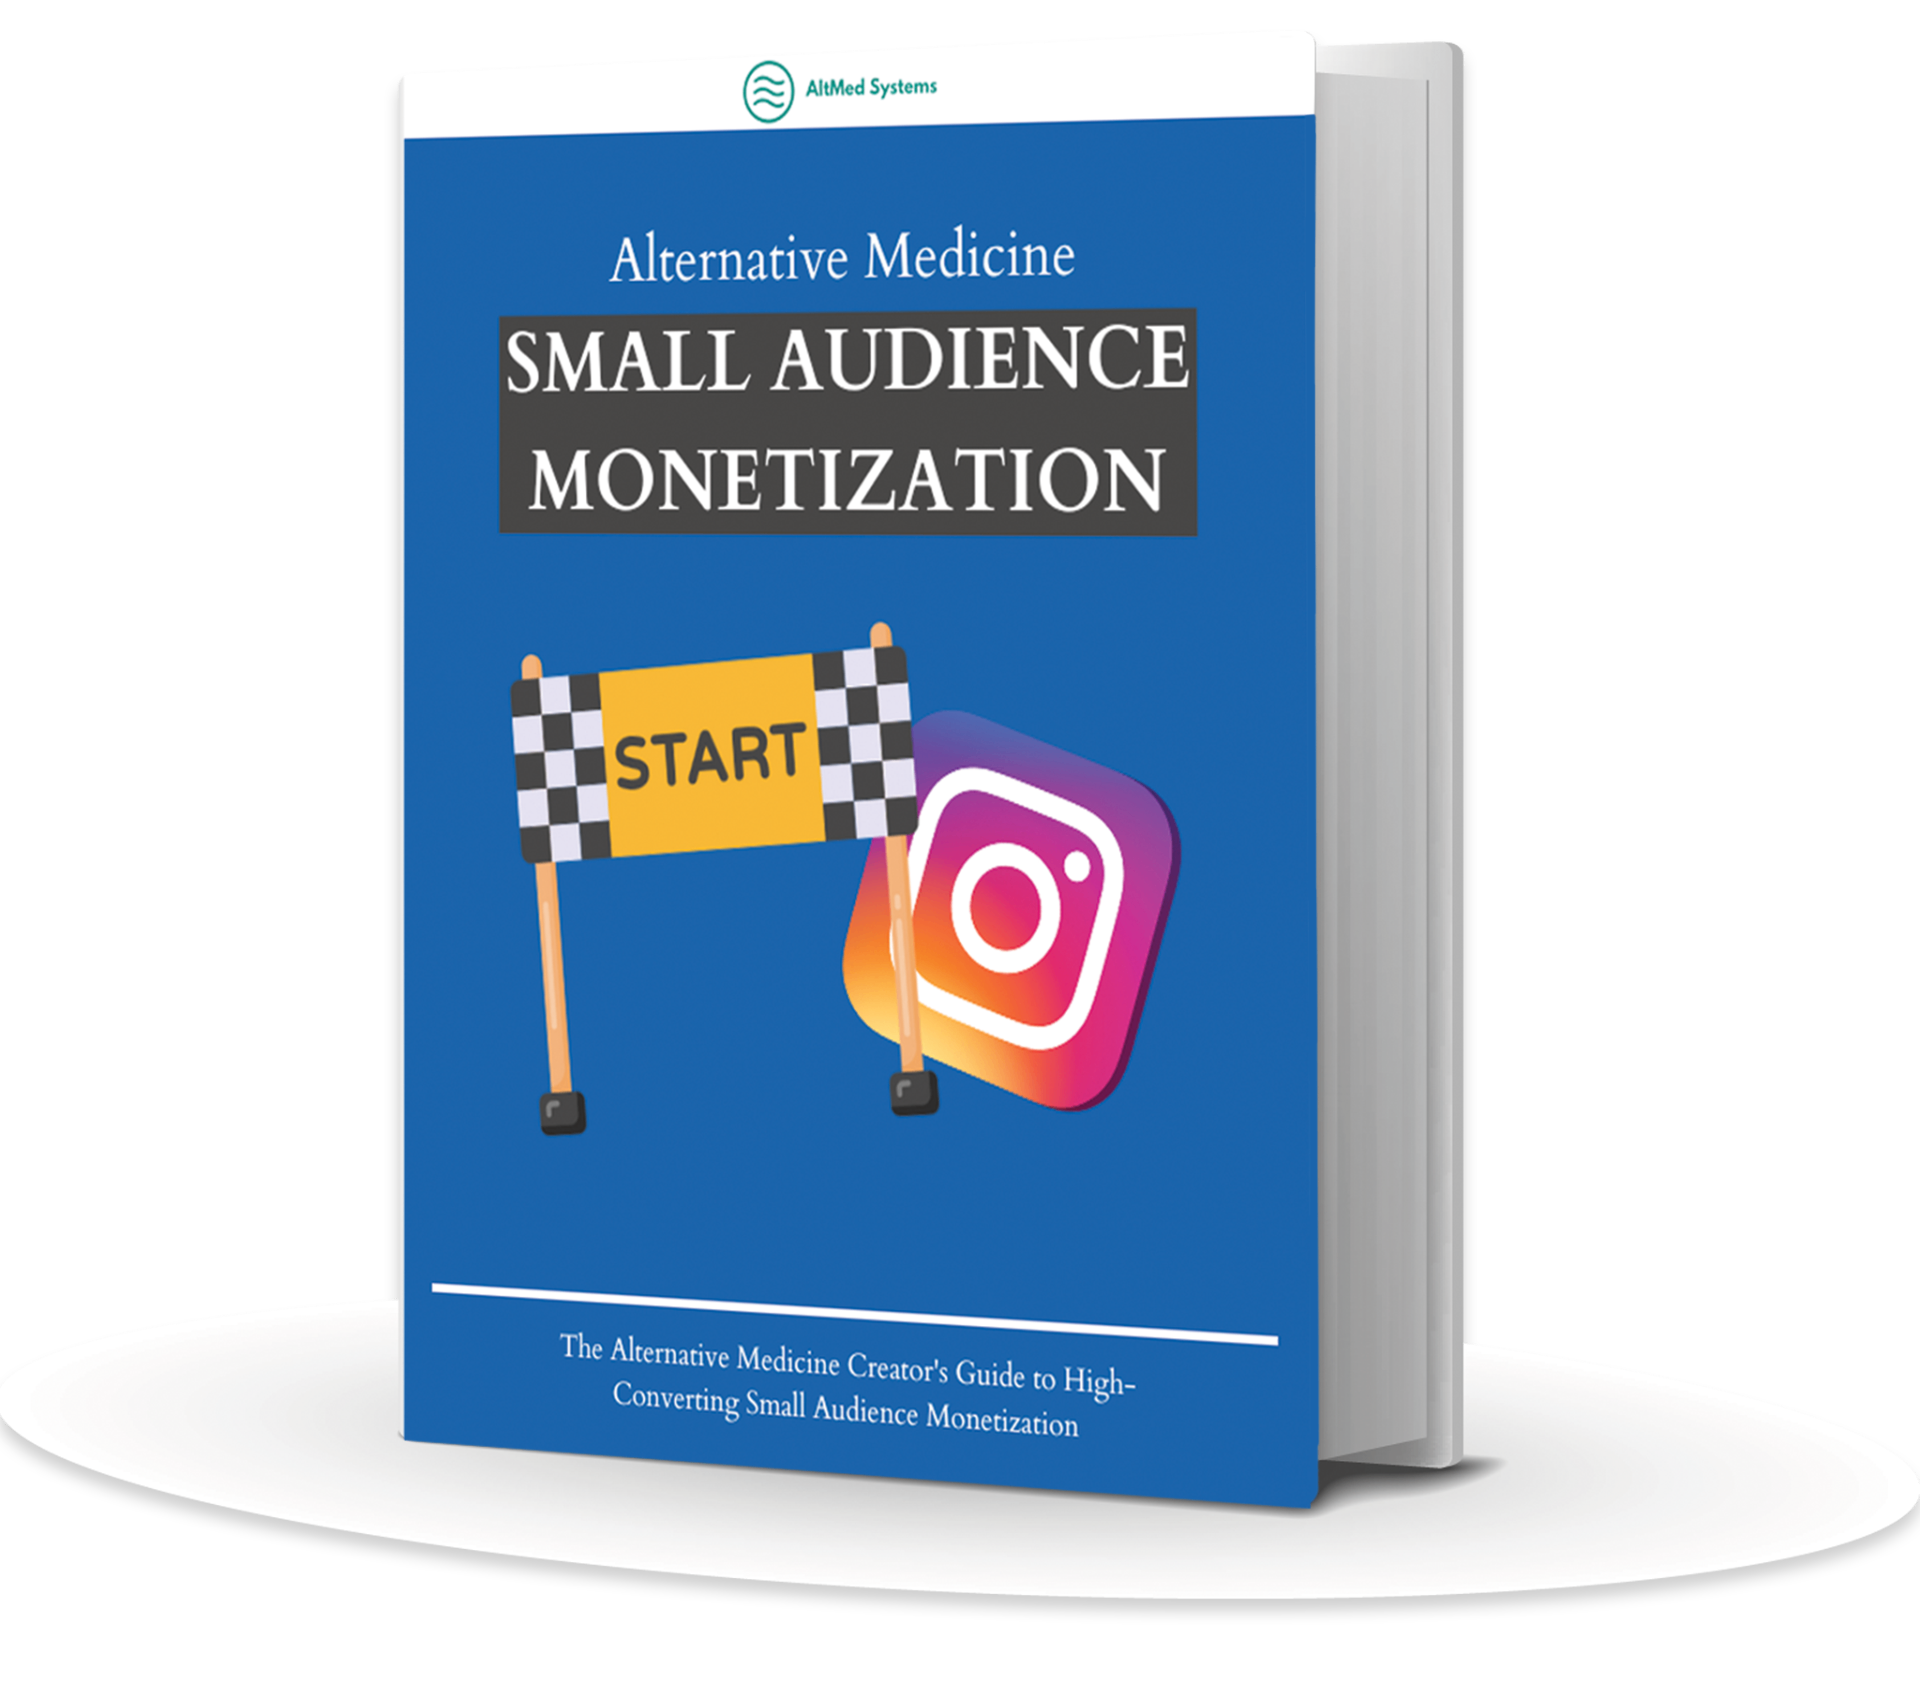 AltMed Systems
Alternative Medicine
SMALL AUDIENCE
MONETIZATION
START
The Alternative Medicine Creator's Guide to High-
Converting Small Audience Monetization